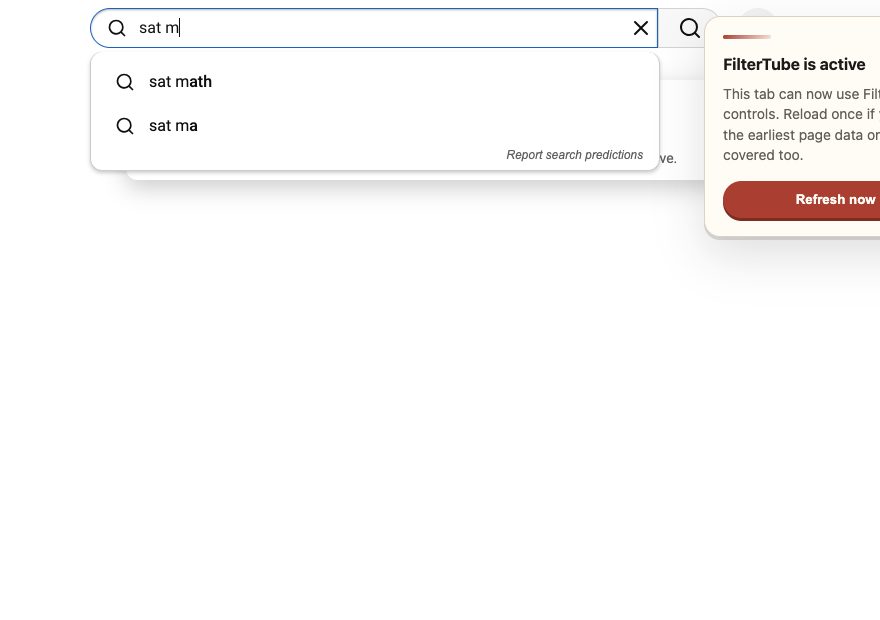 sat m
sat math
sat ma
Report search predictions
ve.
FilterTube is active
This tab can now use Filt
controls. Reload once if
the earliest page data or
covered too.
Refresh now